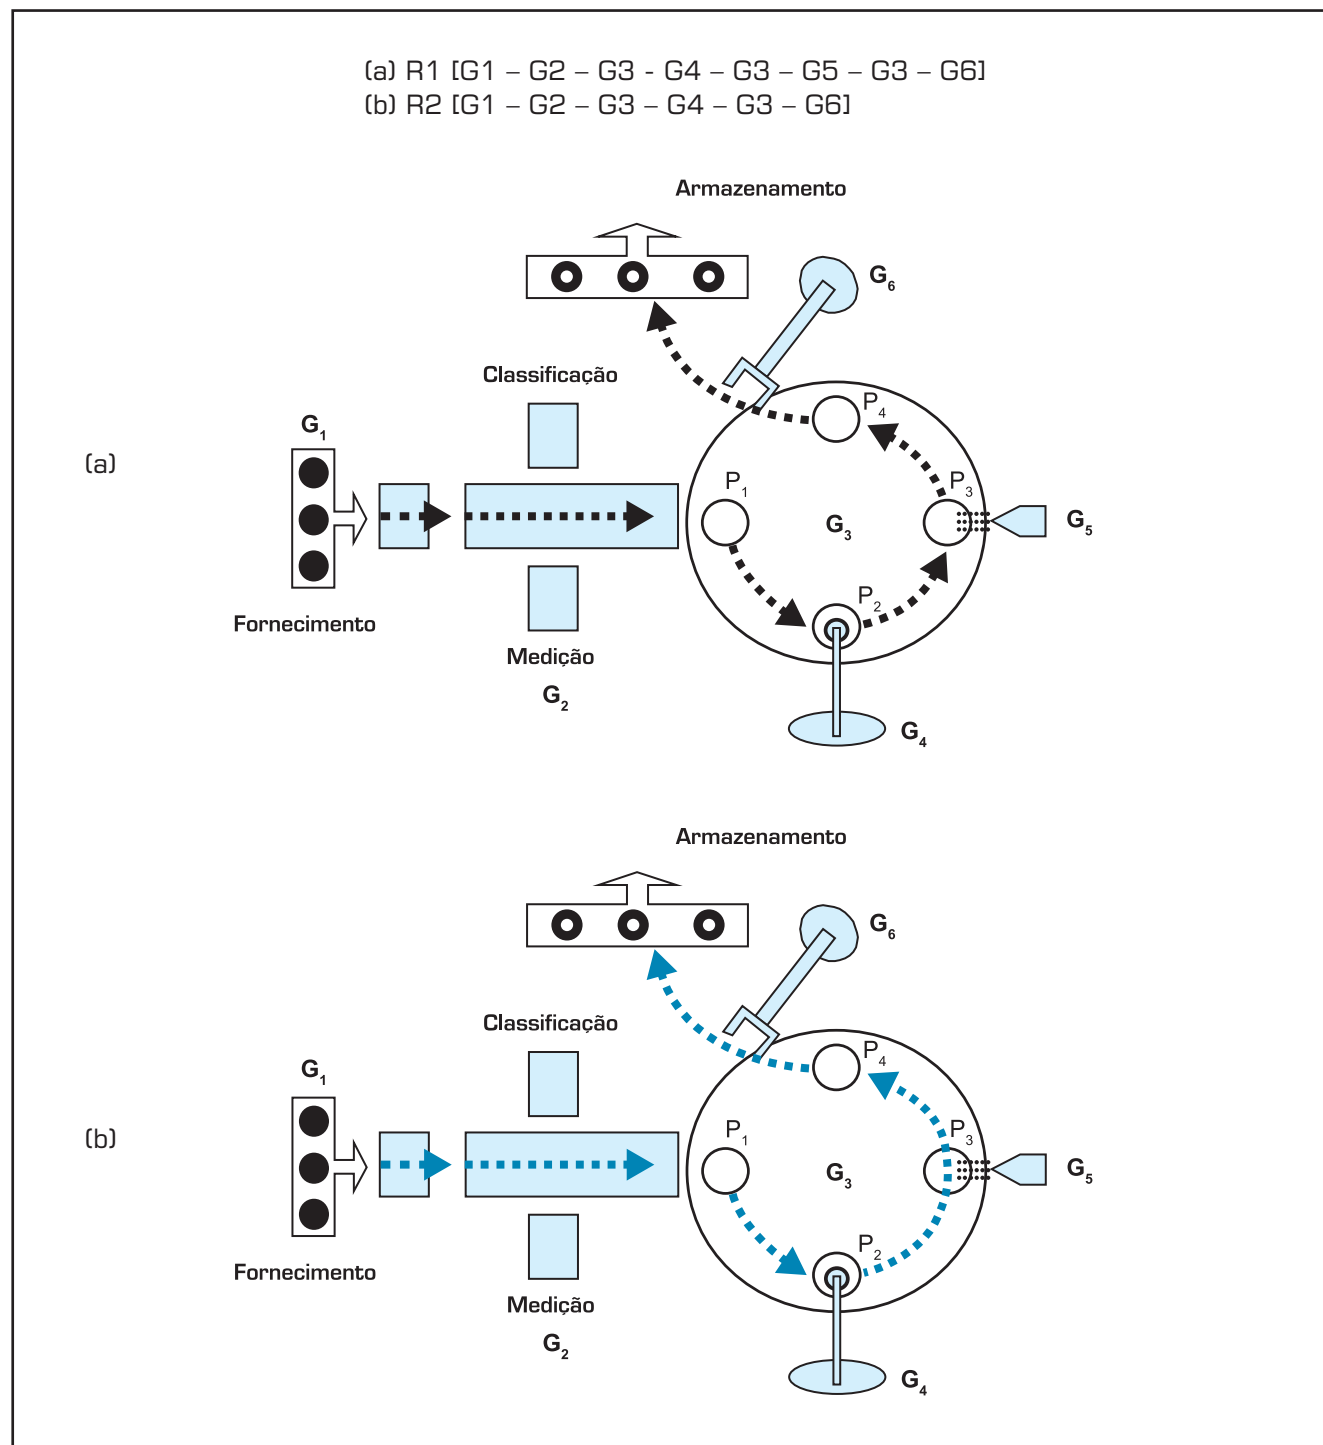 (a) R1 [G1 – G2 – G3 - G4 – G3 – G5 – G3 – G6]
(b) R2 [G1 – G2 – G3 – G4 – G3 – G6]
Armazenamento
G6
Classificação
P4
G1
(a)
P1
P3
G3
G5
P2
Fornecimento
Medição
G2
G4
Armazenamento
G6
Classificação
P4
G1
(b)
P1
P3
G3
G5
P2
Fornecimento
Medição
G2
G4